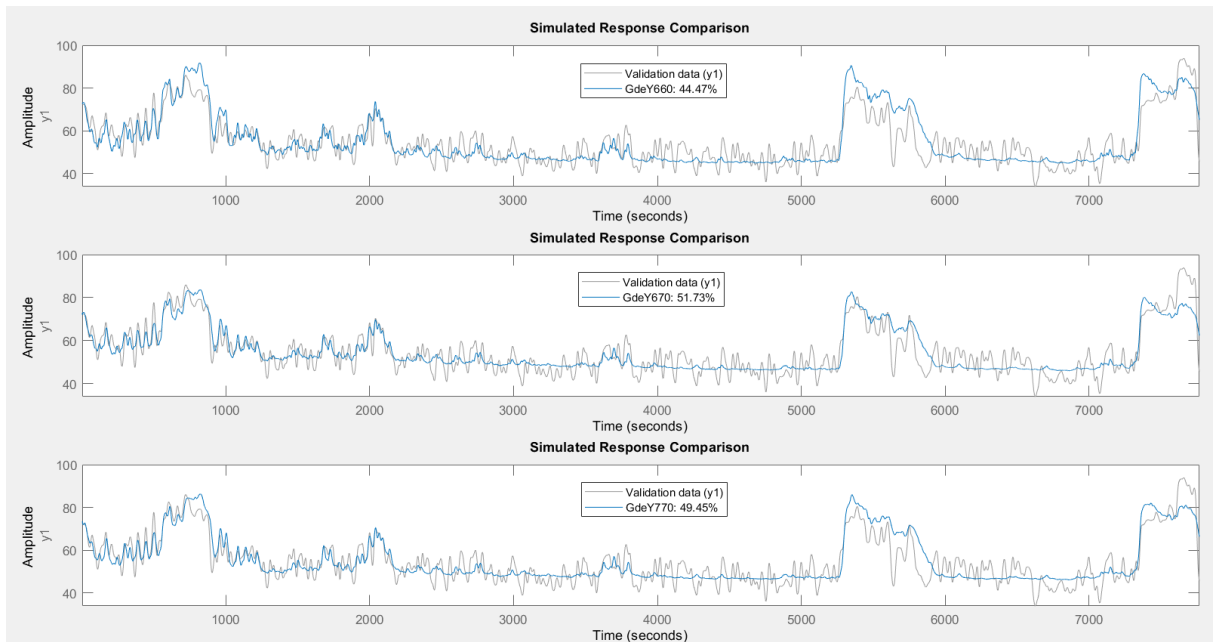 Simulated Response Comparison
100
80
60
40
Amplitude
y1
Validation data (y1)
GdeY660: 44.47%
1000 2000 3000 4000 5000 6000 7000
Time (seconds)
Simulated Response Comparison
100
80
60
40
Amplitude
y1
Validation data (y1)
GdeY670: 51.73%
1000 2000 3000 4000 5000 6000 7000
Time (seconds)
Simulated Response Comparison
100
80
60
40
Amplitude
y1
Validation data (y1)
GdeY770: 49.45%
1000 2000 3000 4000 5000 6000 7000
Time (seconds)